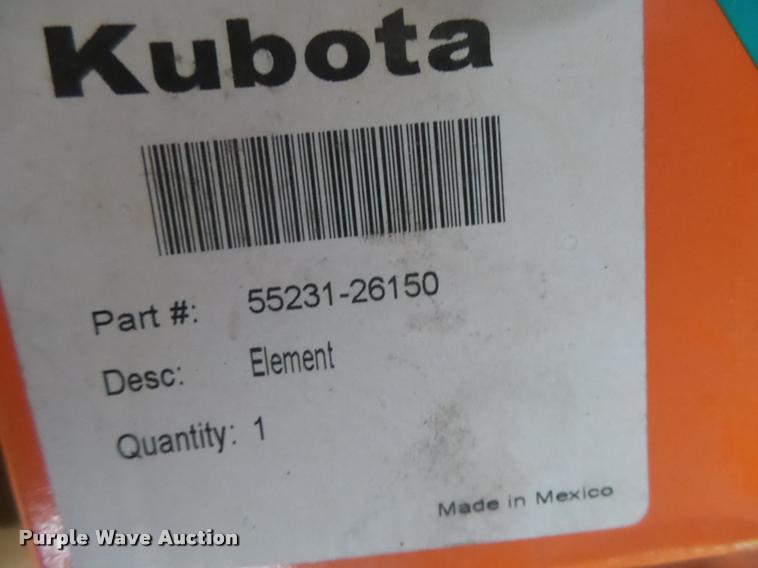 Kubota
Part #: 55231-26150
Desc: Element
Quantity: 1
Made in Mexico
Purple Wave Auction